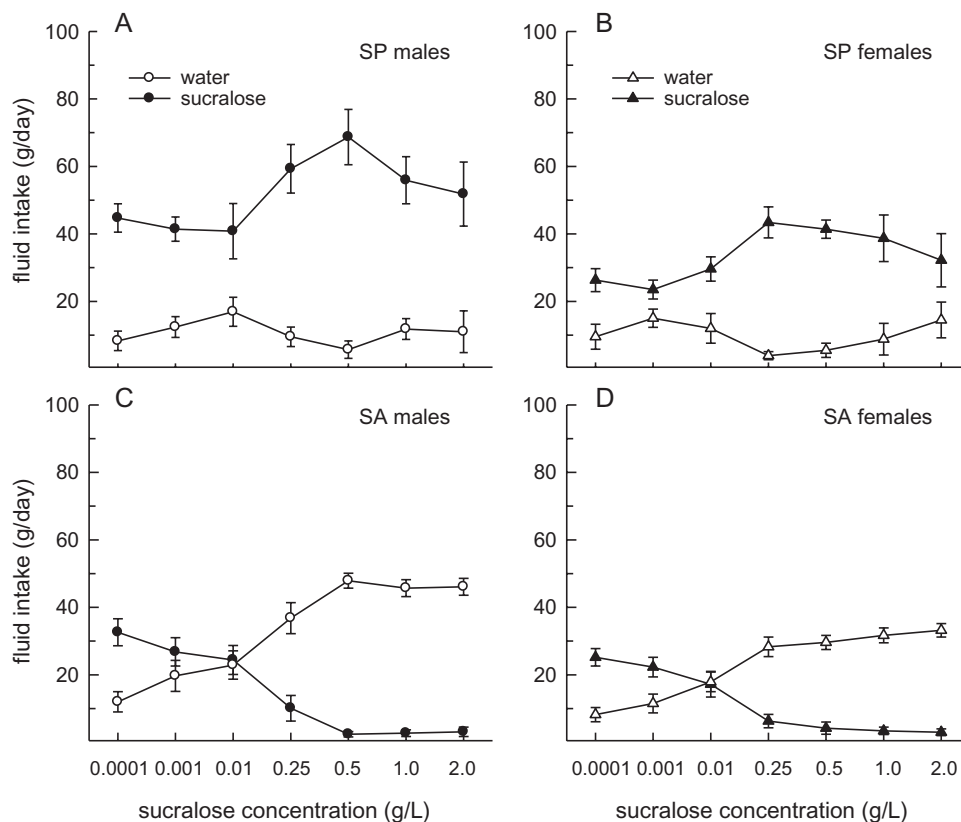 A
SP males
water
sucralose
100
80
60
40
20
fluid intake (g/day)
B
SP females
water
sucralose
100
80
60
40
20
C
SA males
100
80
60
40
20
fluid intake (g/day)
0.0001 0.001 0.01 0.25 0.5 1.0 2.0
sucralose concentration (g/L)
D
SA females
100
80
60
40
20
0.0001 0.001 0.01 0.25 0.5 1.0 2.0
sucralose concentration (g/L)